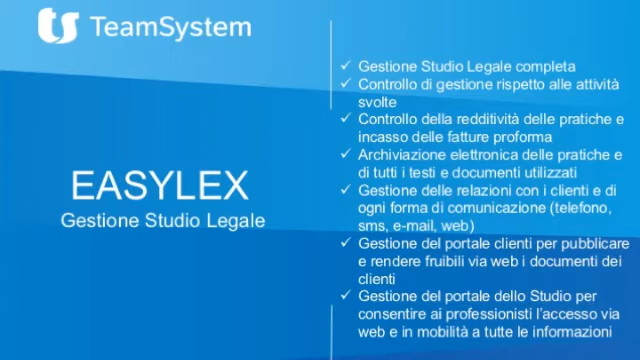 TeamSystem
EASYLEX
Gestione Studio Legale
✓ Gestione Studio Legale completa
✓ Controllo di gestione rispetto alle attività
svolte
✓ Controllo della redditività delle pratiche e
incasso delle fatture proforma
✓ Archiviazione elettronica delle pratiche e
di tutti i testi e documenti utilizzati
✓ Gestione delle relazioni con i clienti e di
ogni forma di comunicazione (telefono,
sms, e-mail, web)
✓ Gestione del portale clienti per pubblicare
e rendere fruibili via web i documenti dei
clienti
✓ Gestione del portale dello Studio per
consentire ai professionisti l'accesso via
web e in mobilità a tutte le informazioni